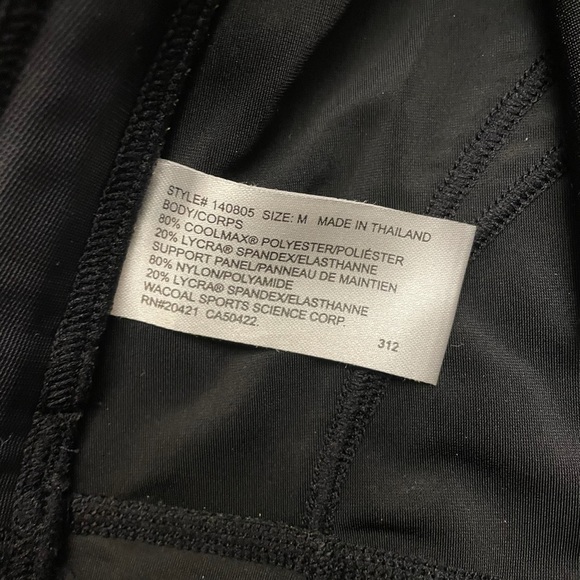 STYLE# 140805 SIZE: M MADE IN THAILAND
BODY/CORPS
80% COOLMAX® POLYESTER/POLIÉSTER
20% LYCRA® SPANDEX/ELASTHANNE
SUPPORT PANEL/PANNEAU DE MAINTIEN
80% NYLON/POLYAMIDE
20% LYCRA® SPANDEX/ELASTHANNE
WACOAL SPORTS SCIENCE CORP
RN#20421 CA50422.
312